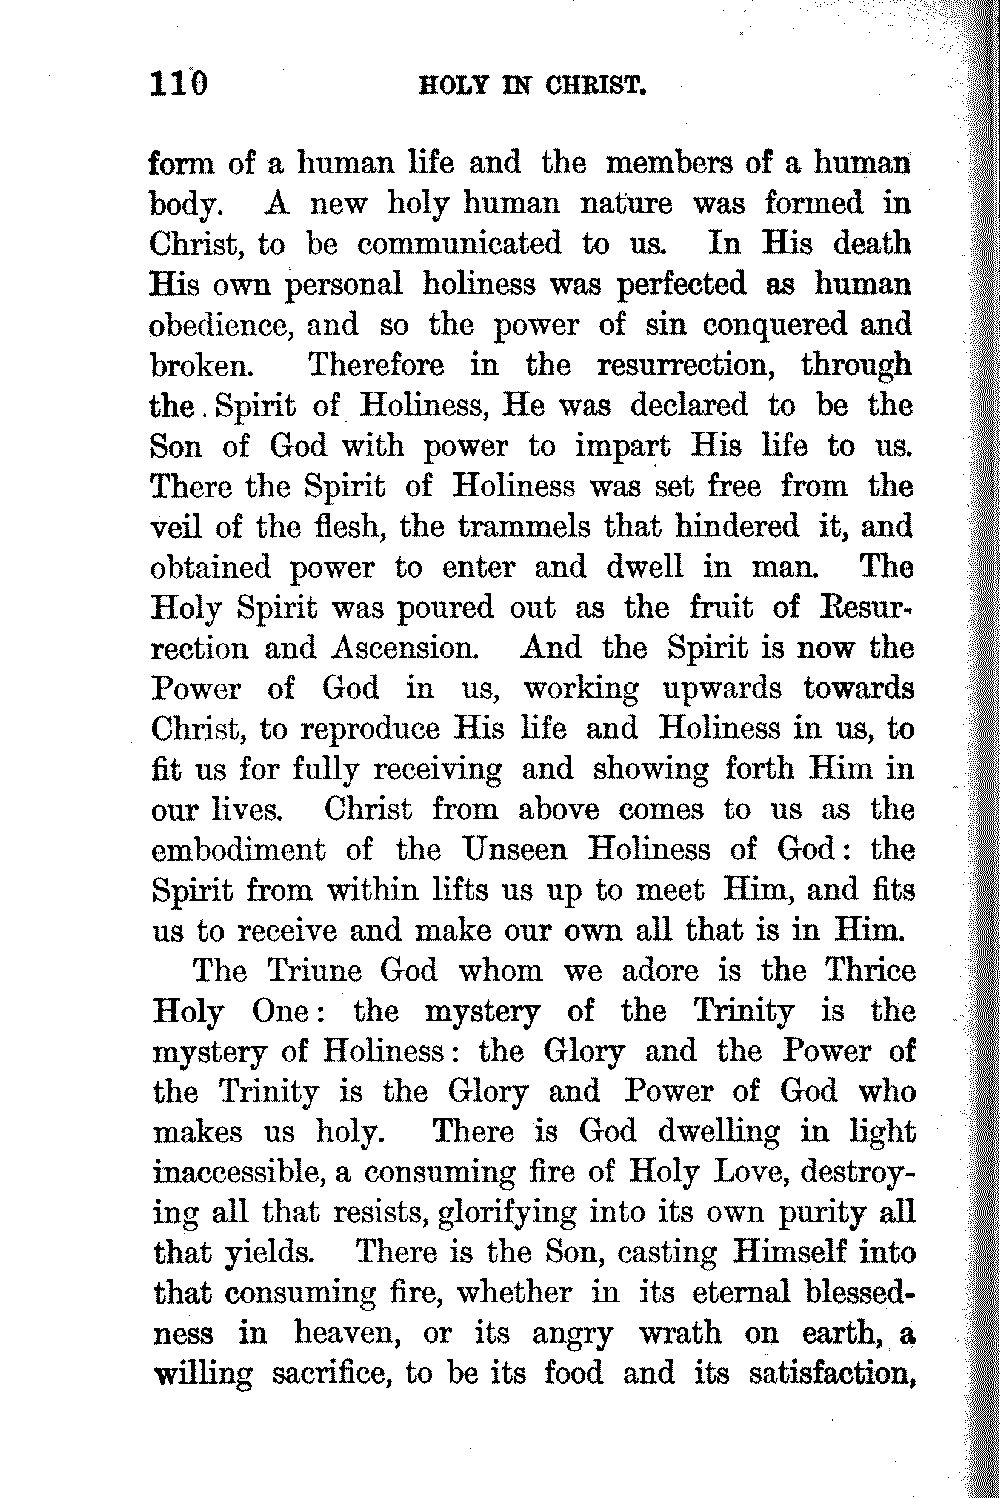 110 HOLY IN CHRIST.
form of a human life and the members of a human
body. A new holy human nature was formed in
Christ, to be communicated to us. In His death
His own personal holiness was perfected as human
obedience, and so the power of sin conquered and
broken. Therefore in the resurrection, through
the Spirit of Holiness, He was declared to be the
Son of God with power to impart His life to us.
There the Spirit of Holiness was set free from the
veil of the flesh, the trammels that hindered it, and
obtained power to enter and dwell in man. The
Holy Spirit was poured out as the fruit of Resur-
rection and Ascension. And the Spirit is now the
Power of God in us, working upwards towards
Christ, to reproduce His life and Holiness in us, to
fit us for fully receiving and showing forth Him in
our lives. Christ from above comes to us as the
embodiment of the Unseen Holiness of God: the
Spirit from within lifts us up to meet Him, and fits
us to receive and make our own all that is in Him.
The Triune God whom we adore is the Thrice
Holy One: the mystery of the Trinity is the
mystery of Holiness: the Glory and the Power of
the Trinity is the Glory and Power of God who
makes us holy. There is God dwelling in light
inaccessible, a consuming fire of Holy Love, destroy-
ing all that resists, glorifying into its own purity all
that yields. There is the Son, casting Himself into
that consuming fire, whether in its eternal blessed-
ness in heaven, or its angry wrath on earth, a
willing sacrifice, to be its food and its satisfaction,